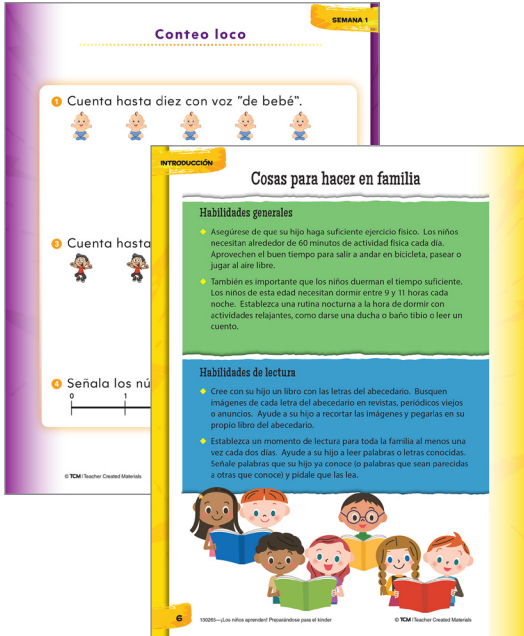 SEMANA 1
Conteo loco
1 Cuenta hasta diez con voz "de bebé".
3 Cuenta hasta
4 Señala los nú
0 1
© TCM | Teacher Created Materials
INTRODUCCIÓN
Cosas para hacer en familia
Habilidades generales
Asegúrese de que su hijo haga suficiente ejercicio físico. Los niños
necesitan alrededor de 60 minutos de actividad física cada día.
Aprovechen el buen tiempo para salir a andar en bicicleta, pasear o
jugar al aire libre.
También es importante que los niños duerman el tiempo suficiente.
Los niños de esta edad necesitan dormir entre 9 y 11 horas cada
noche. Establezca una rutina nocturna a la hora de dormir con
actividades relajantes, como darse una ducha o baño tibio o leer un
cuento.
Habilidades de lectura
Cree con su hijo un libro con las letras del abecedario. Busquen
imágenes de cada letra del abecedario en revistas, periódicos viejos
o anuncios. Ayude a su hijo a recortar las imágenes y pegarlas en su
propio libro del abecedario.
Establezca un momento de lectura para toda la familia al menos una
vez cada dos días. Ayude a su hijo a leer palabras o letras conocidas.
Señale palabras que su hijo ya conoce (o palabras que sean parecidas
a otras que conoce) y pídale que las lea.
6
130265—¡Los niños aprenden! Preparándose para el kínder
© TCM | Teacher Created Materials